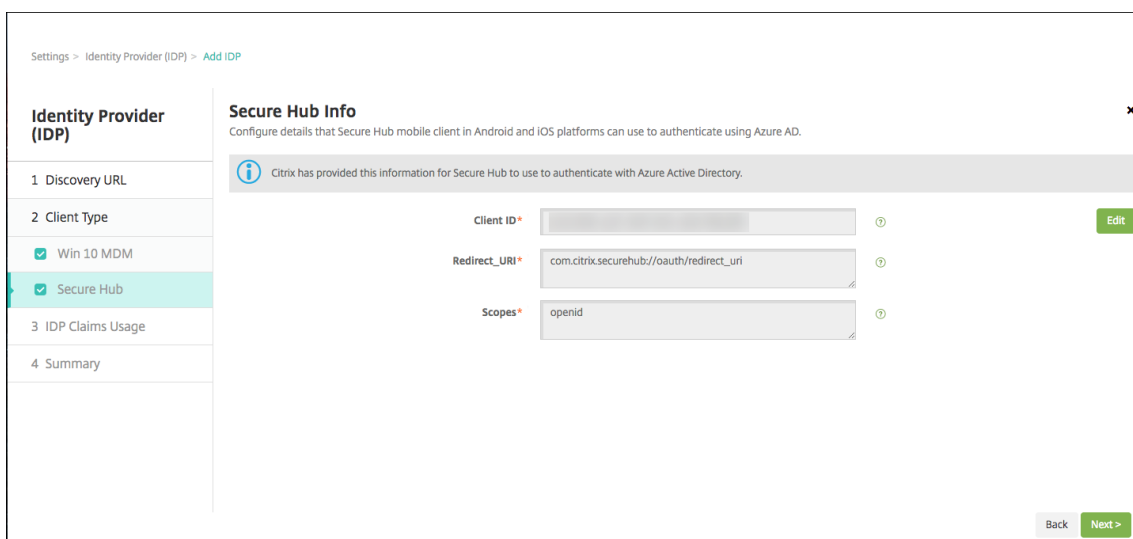 Settings > Identity Provider (IDP) > Add IDP
Identity Provider
(IDP)
1 Discovery URL
2 Client Type
Win 10 MDM
Secure Hub
3 IDP Claims Usage
4 Summary
Secure Hub Info
Configure details that Secure Hub mobile client in Android and iOS platforms can use to authenticate using Azure AD.
Citrix has provided this information for Secure Hub to use to authenticate with Azure Active Directory.
Client ID*
Edit
Redirect_URI* com.citrix.securehub://oauth/redirect_uri
Scopes* openid
Back Next >